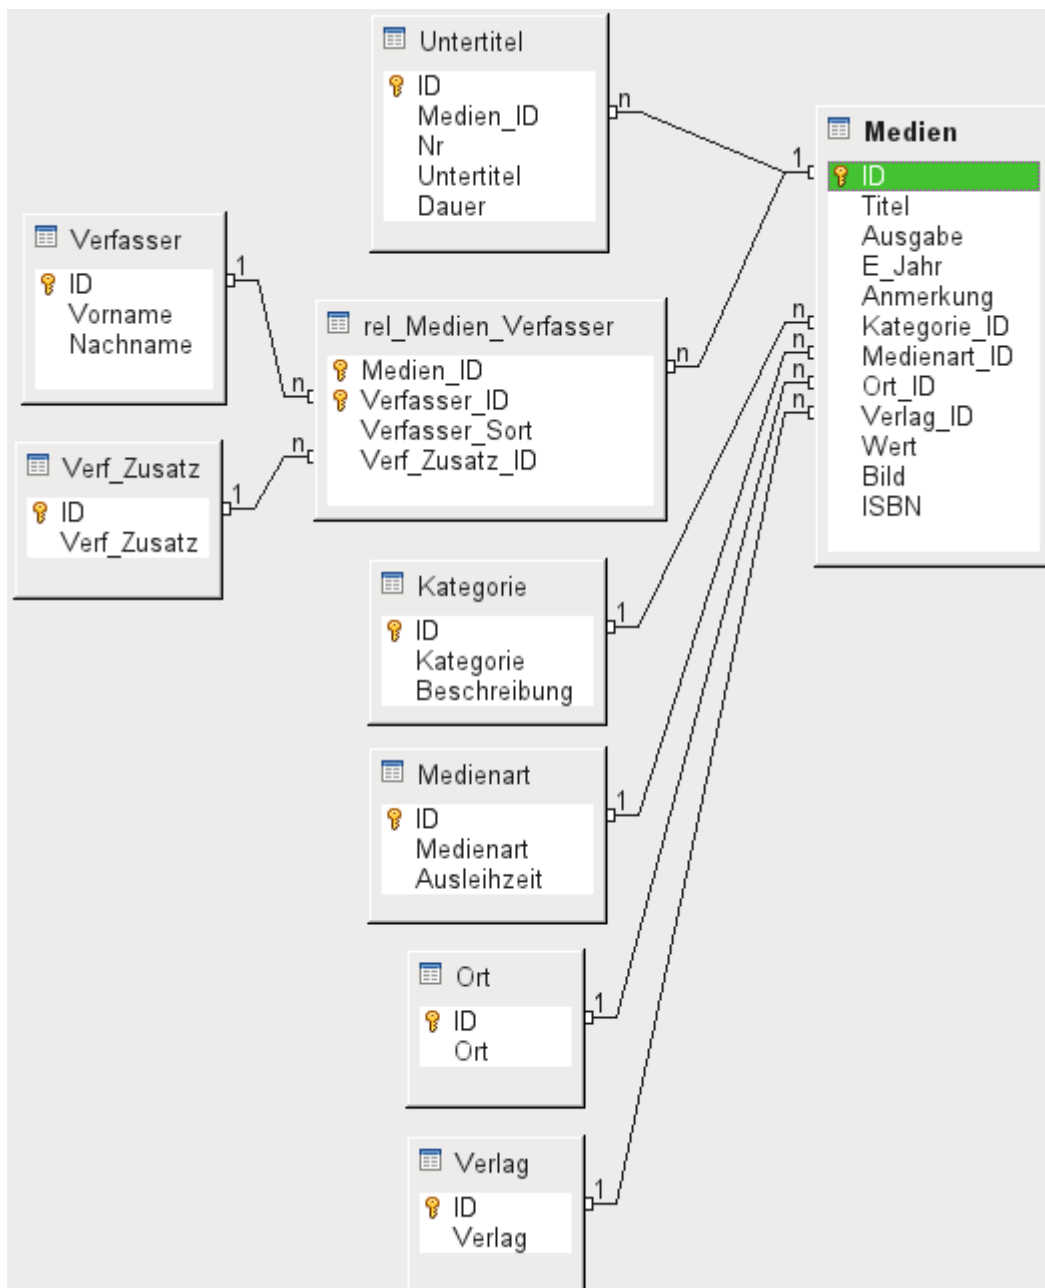 Untertitel
ID
Medien_ID
Nr
Untertitel
Dauer
n
1
Medien
ID
Titel
Ausgabe
E_Jahr
Anmerkung
Kategorie_ID
Medienart_ID
Ort_ID
Verlag_ID
Wert
Bild
ISBN
n
n
n
n
Verfasser
ID
Vorname
Nachname
1
n
rel_Medien_Verfasser
Medien_ID
Verfasser_ID
Verfasser_Sort
Verf_Zusatz_ID
n
n
Verf_Zusatz
ID
Verf_Zusatz
1
Kategorie
ID
Kategorie
Beschreibung
1
Medienart
ID
Medienart
Ausleihzeit
1
Ort
ID
Ort
1
Verlag
ID
Verlag
1